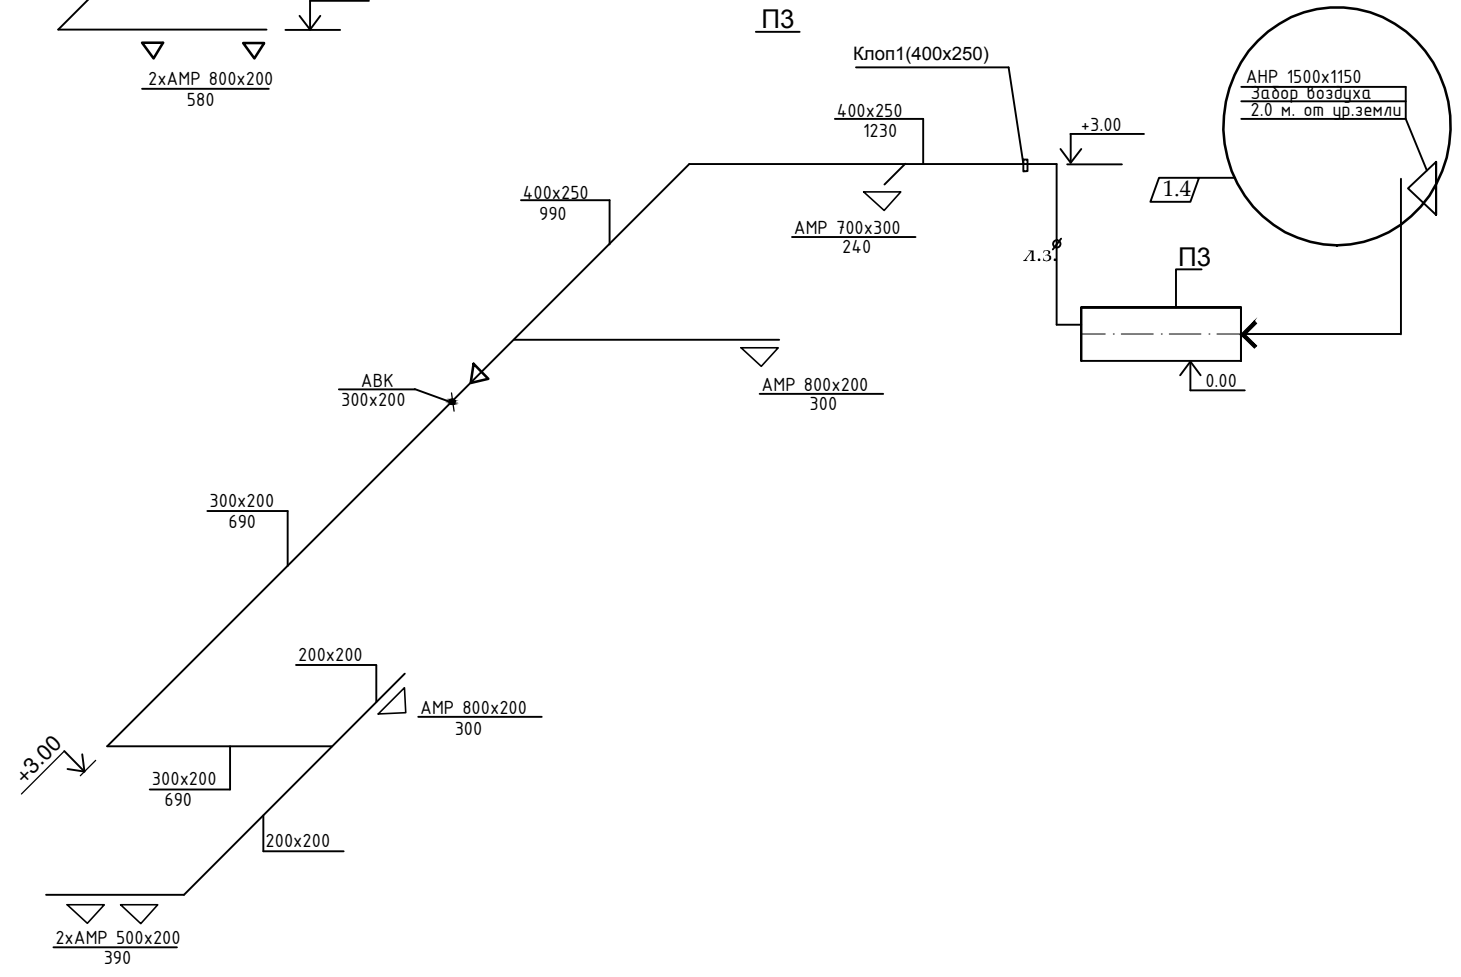 П3
2хАМР 800х200
580
Клоп1(400х250)
400х250
1230
+3.00
АНР 1500х1150
Забор воздуха
2.0 м. от ур.земли
1.4
400х250
990
АМР 700х300
240
л.з.
П3
0.00
АВК
300х200
АМР 800х200
300
300х200
690
200х200
АМР 800х200
300
+3.00
300х200
690
200х200
2хАМР 500х200
390